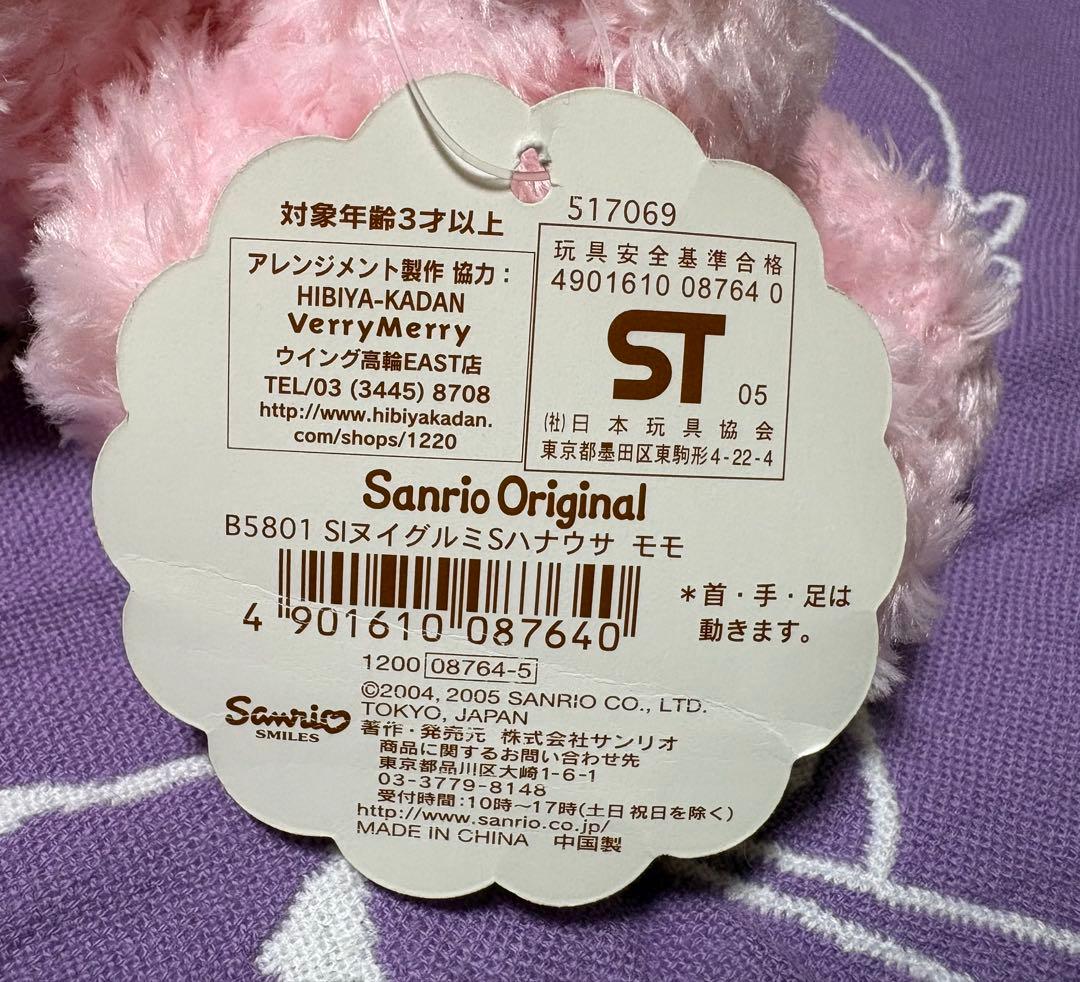 対象年齢3才以上
アレンジメント製作 協力：
HIBIYA-KADAN
VerryMerry
ウイング高輪EAST店
TEL/03 (3445) 8708
http://www.hibiyakadan.
com/shops/1220
517069
玩具安全基準合格
4901610 08764 0
ST 05
(社)日本玩具協会
東京都墨田区東駒形4-22-4
Sanrio Original
B5801 SIヌイグルミSハナウサ モモ
4 901610 087640
＊首・手・足は
動きます。
1200 08764-5
©2004, 2005 SANRIO CO., LTD.
TOKYO, JAPAN
Sanrio
SMILES
著作・発売元 株式会社サンリオ
商品に関するお問い合わせ先
東京都品川区大崎1-6-1
03-3779-8148
受付時間：10時〜17時(土日 祝日を除く)
http://www.sanrio.co.jp/
MADE IN CHINA 中国製